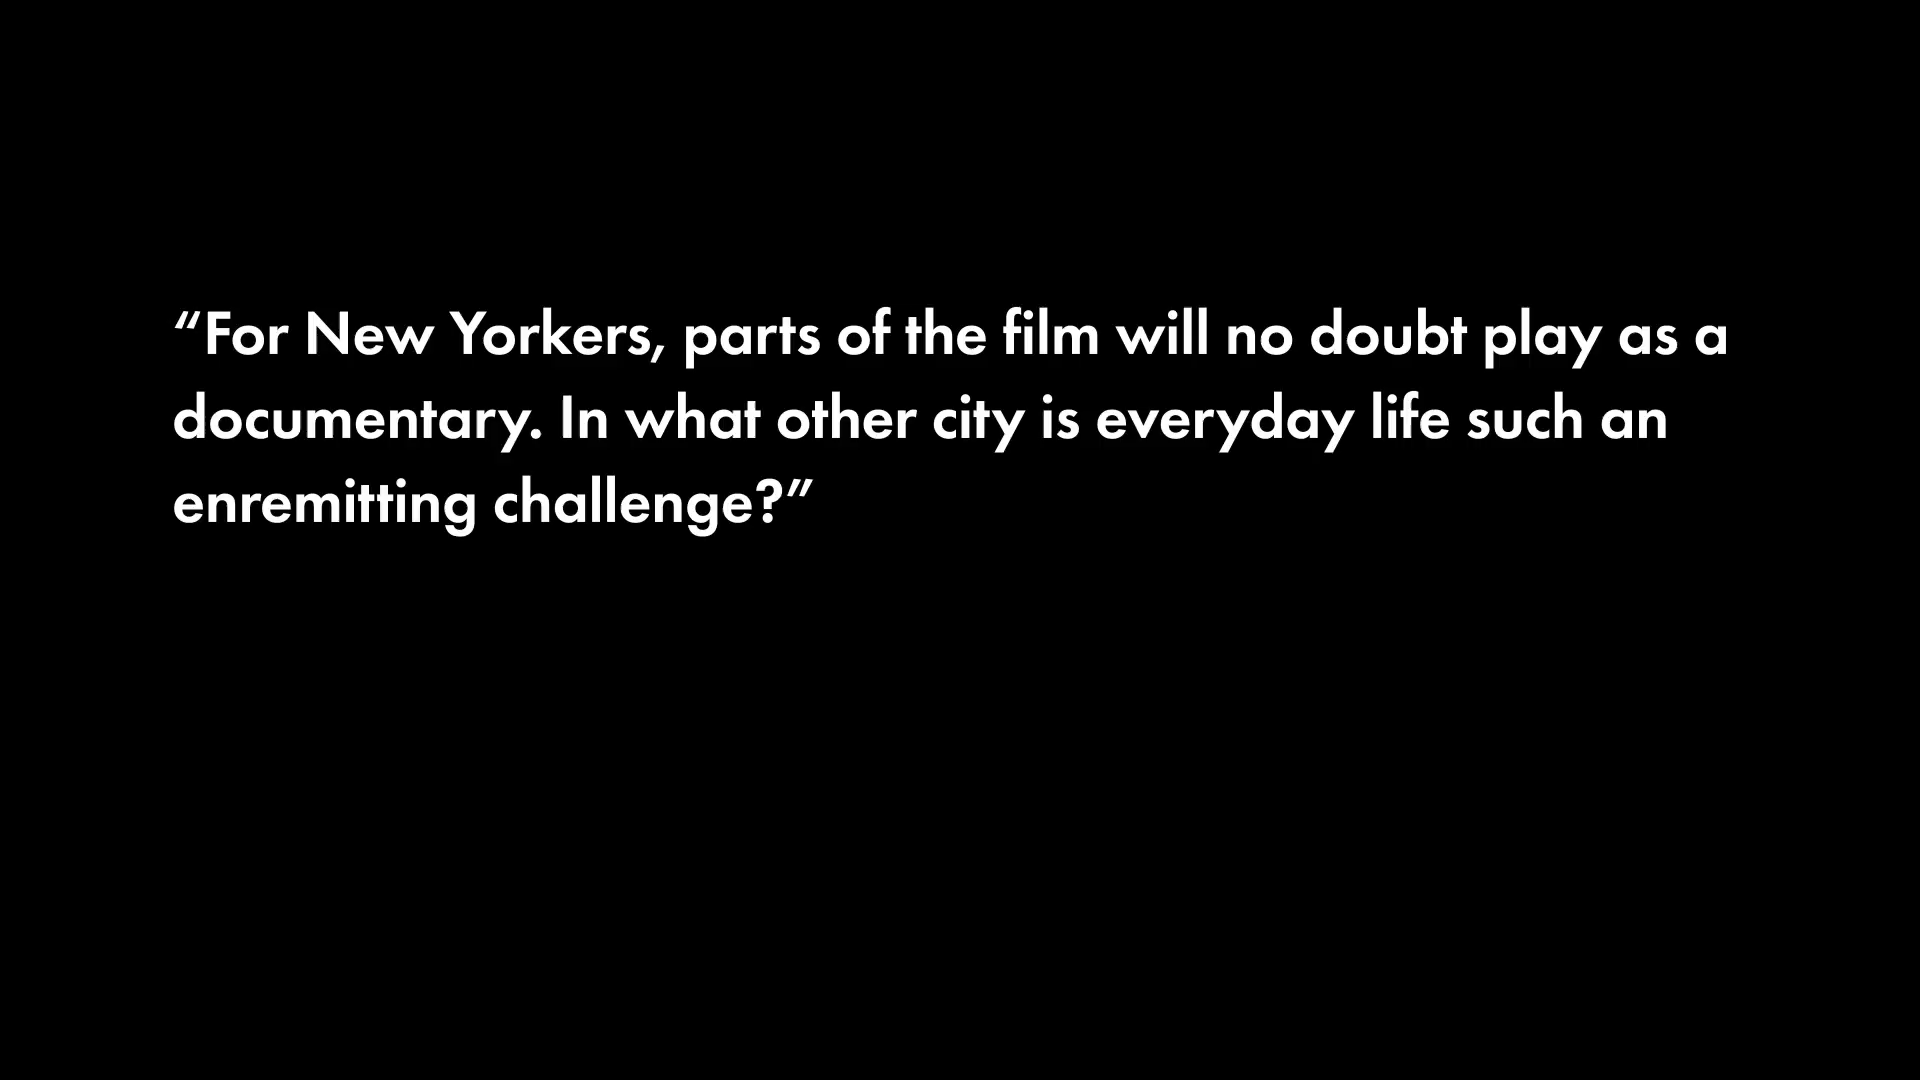 “For New Yorkers, parts of the film will no doubt play as a
documentary. In what other city is everyday life such an
enremitting challenge?”